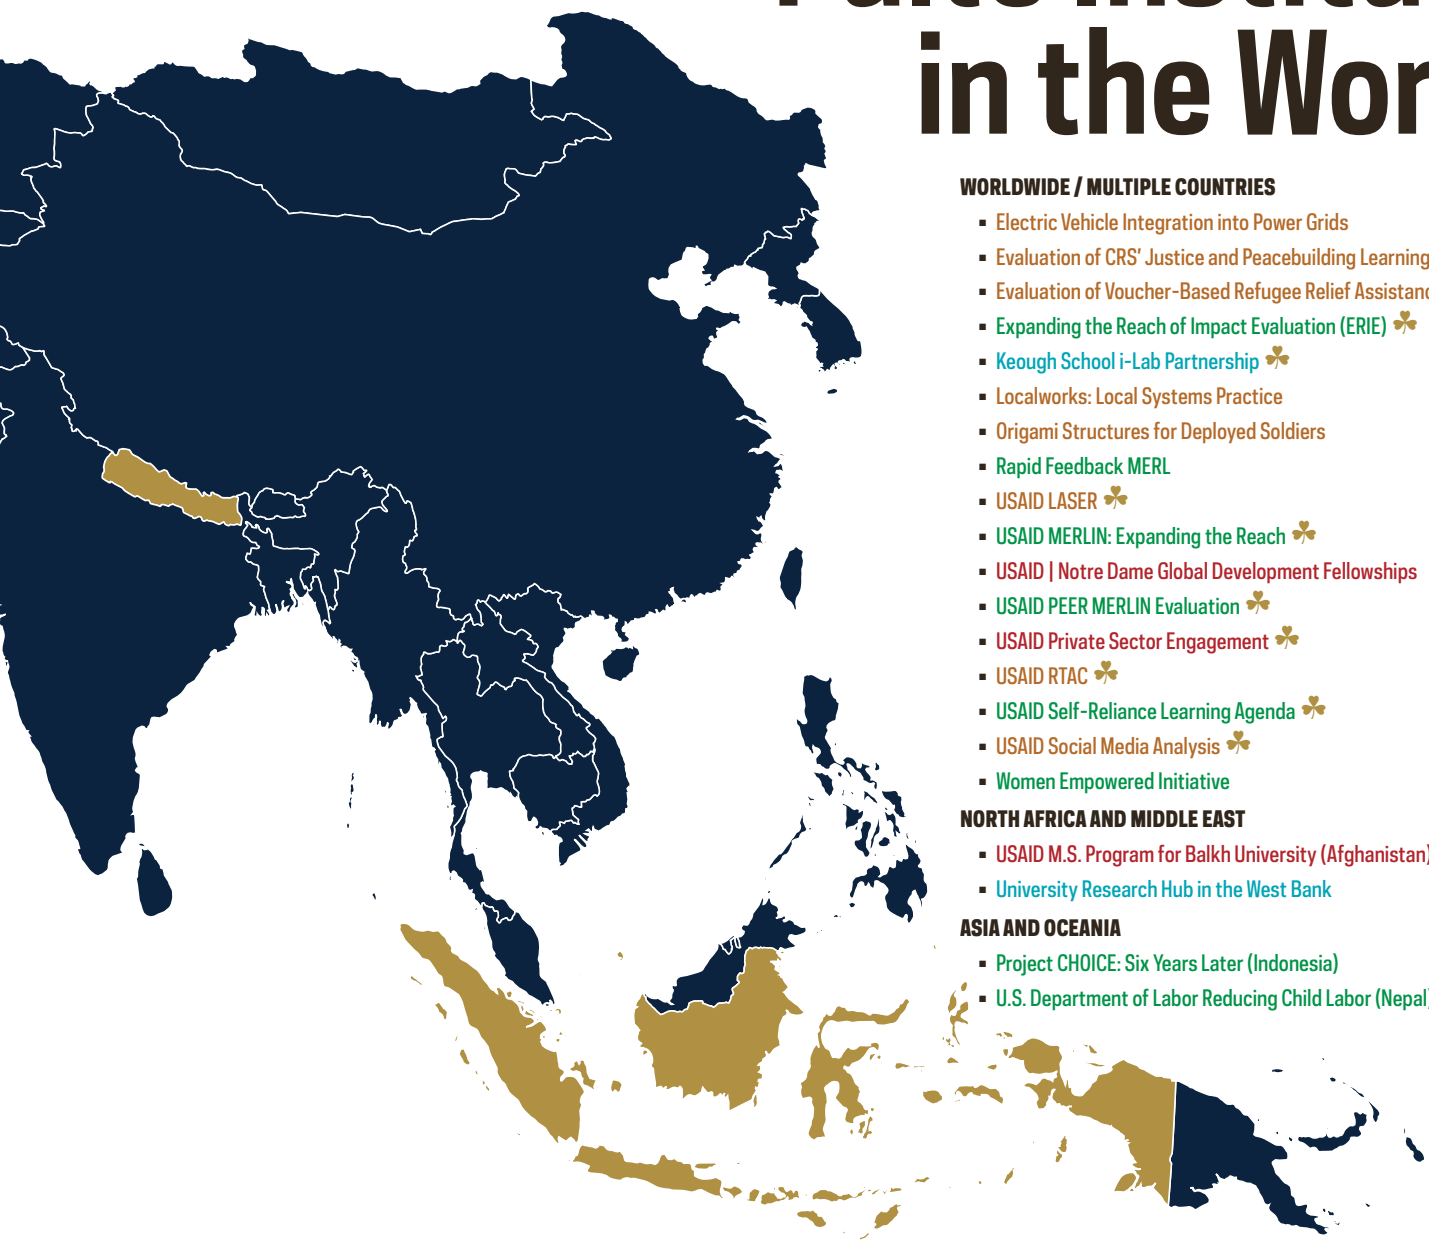 in the Wor
WORLDWIDE / MULTIPLE COUNTRIES
▪ Electric Vehicle Integration into Power Grids
▪ Evaluation of CRS' Justice and Peacebuilding Learning
▪ Evaluation of Voucher-Based Refugee Relief Assistanc
▪ Expanding the Reach of Impact Evaluation (ERIE)
▪ Keough School i-Lab Partnership
▪ Localworks: Local Systems Practice
▪ Origami Structures for Deployed Soldiers
▪ Rapid Feedback MERL
▪ USAID LASER
▪ USAID MERLIN: Expanding the Reach
▪ USAID | Notre Dame Global Development Fellowships
▪ USAID PEER MERLIN Evaluation
▪ USAID Private Sector Engagement
▪ USAID RTAC
▪ USAID Self-Reliance Learning Agenda
▪ USAID Social Media Analysis
▪ Women Empowered Initiative
NORTH AFRICA AND MIDDLE EAST
▪ USAID M.S. Program for Balkh University (Afghanistan)
▪ University Research Hub in the West Bank
ASIA AND OCEANIA
▪ Project CHOICE: Six Years Later (Indonesia)
▪ U.S. Department of Labor Reducing Child Labor (Nepal)